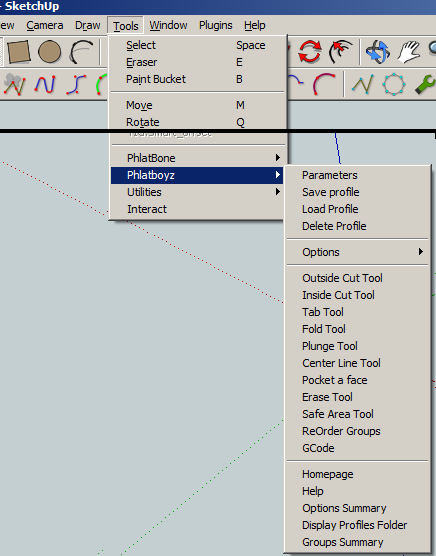 - SketchUp
ew Camera Draw Tools Window Plugins Help
Select Space
Eraser E
Paint Bucket B
Move M
Rotate Q
PhlatBone
Phlatboyz
Utilities
Interact
Parameters
Save profile
Load Profile
Delete Profile
Options
Outside Cut Tool
Inside Cut Tool
Tab Tool
Fold Tool
Plunge Tool
Center Line Tool
Pocket a face
Erase Tool
Safe Area Tool
ReOrder Groups
GCode
Homepage
Help
Options Summary
Display Profiles Folder
Groups Summary